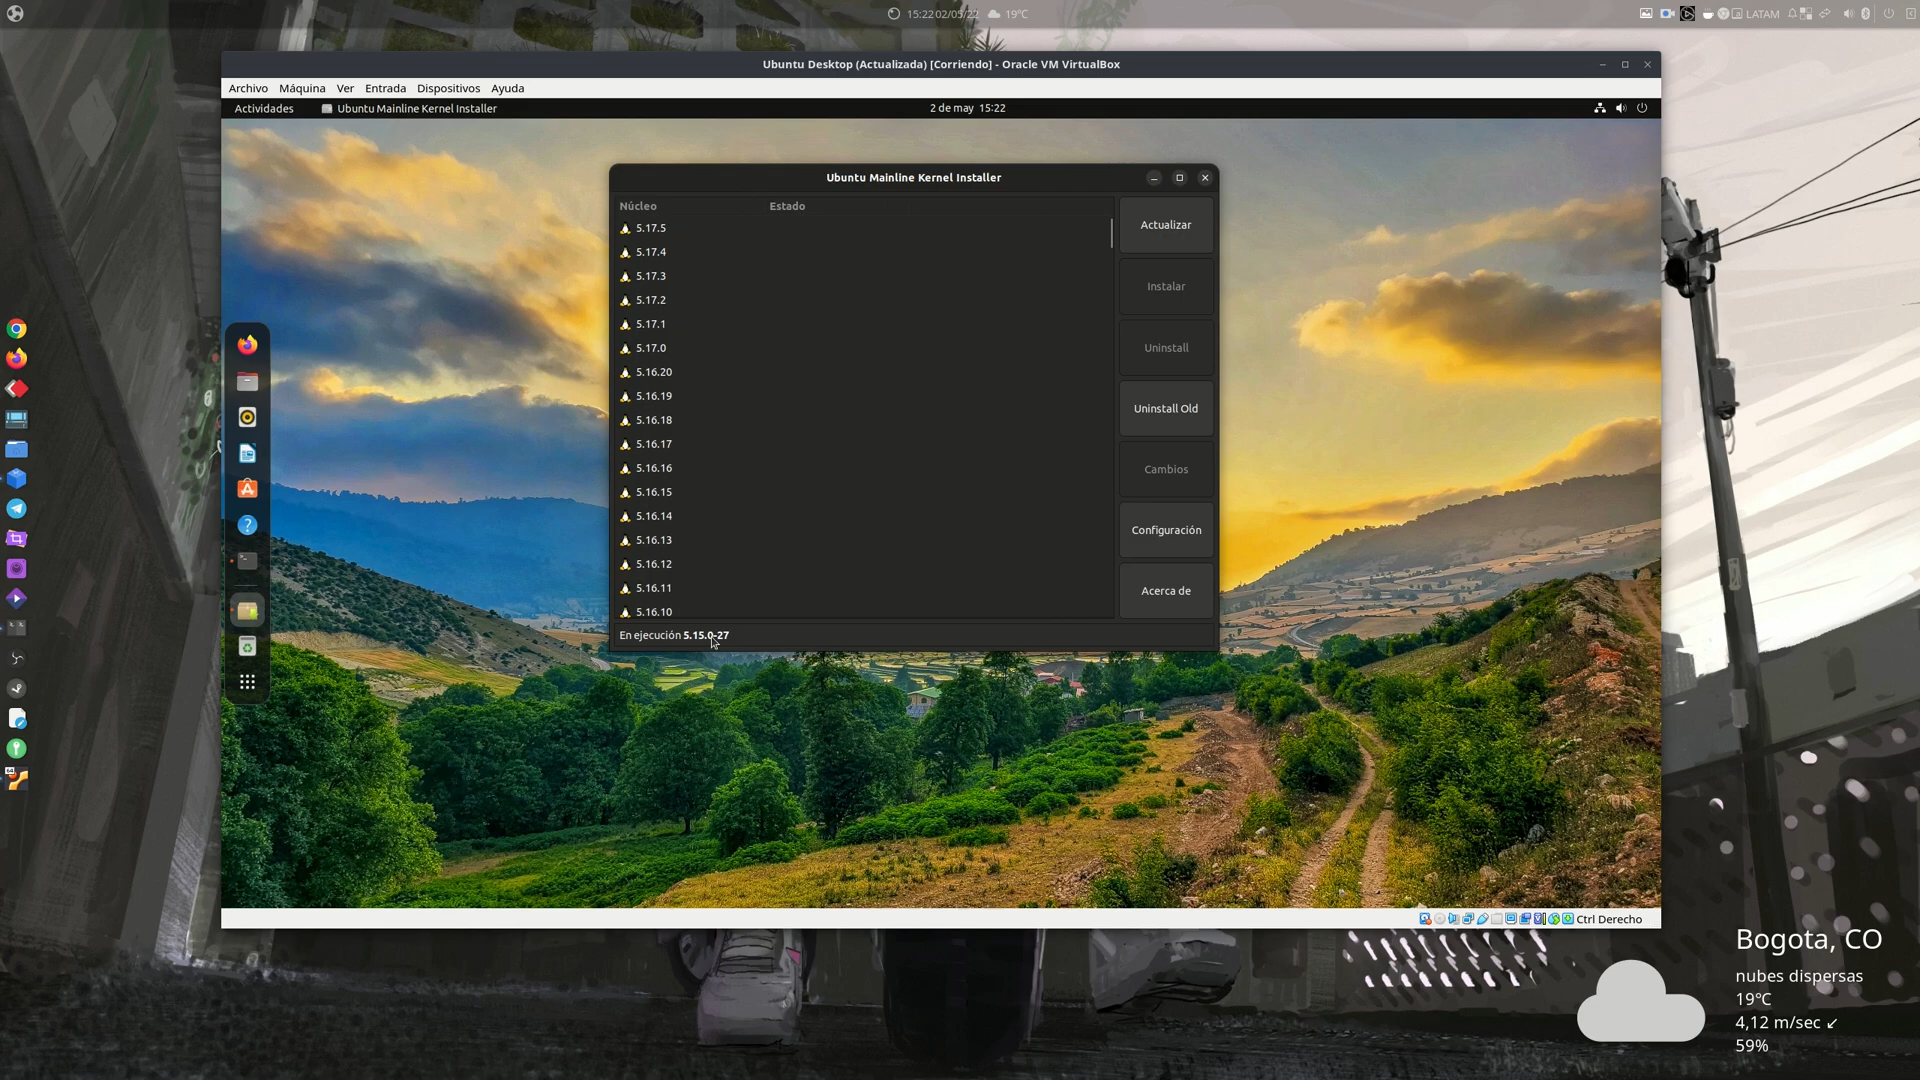 15:22 02/05/22 19°C
LATAM
Ubuntu Desktop (Actualizada) [Corriendo] - Oracle VM VirtualBox
Archivo Máquina Ver Entrada Dispositivos Ayuda
Actividades Ubuntu Mainline Kernel Installer 2 de may 15:22
Ubuntu Mainline Kernel Installer
Núcleo Estado
5.17.5
5.17.4
5.17.3
5.17.2
5.17.1
5.17.0
5.16.20
5.16.19
5.16.18
5.16.17
5.16.16
5.16.15
5.16.14
5.16.13
5.16.12
5.16.11
5.16.10
Actualizar
Instalar
Uninstall
Uninstall Old
Cambios
Configuración
Acerca de
En ejecución 5.15.0-27
Ctrl Derecho
Bogota, CO
nubes dispersas
19°C
4,12 m/sec ↙
59%